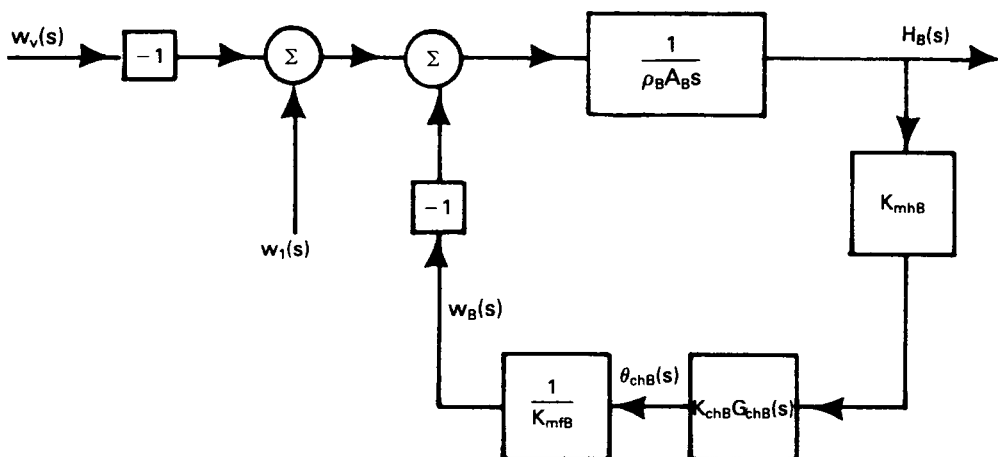 w_v(s)
−1
Σ
Σ
1
ρ_B A_B s
H_B(s)
K_mhB
−1
w_1(s)
w_B(s)
1
K_mfB
θ_chB(s)
K_chB G_chB(s)